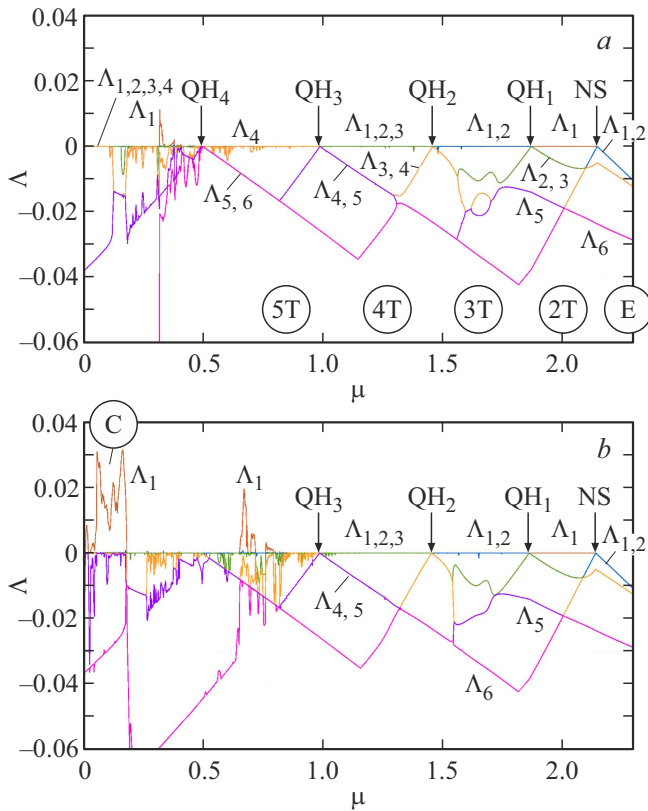 a
0.04
0.02
0
−0.02
−0.04
−0.06
Λ
Λ1,2,3,4
Λ1
QH4
Λ4
QH3
Λ1,2,3
QH2
Λ1,2
QH1
Λ1
NS
Λ1,2
Λ5, 6
Λ4, 5
Λ3, 4
Λ2, 3
Λ5
Λ6
5T
4T
3T
2T
E
0
0.5
1.0
1.5
2.0
μ
C
b
0.04
0.02
0
−0.02
−0.04
−0.06
Λ
Λ1
Λ1
QH3
Λ1,2,3
QH2
Λ1,2
QH1
Λ1
NS
Λ1,2
Λ4, 5
Λ5
Λ6
0
0.5
1.0
1.5
2.0
μ